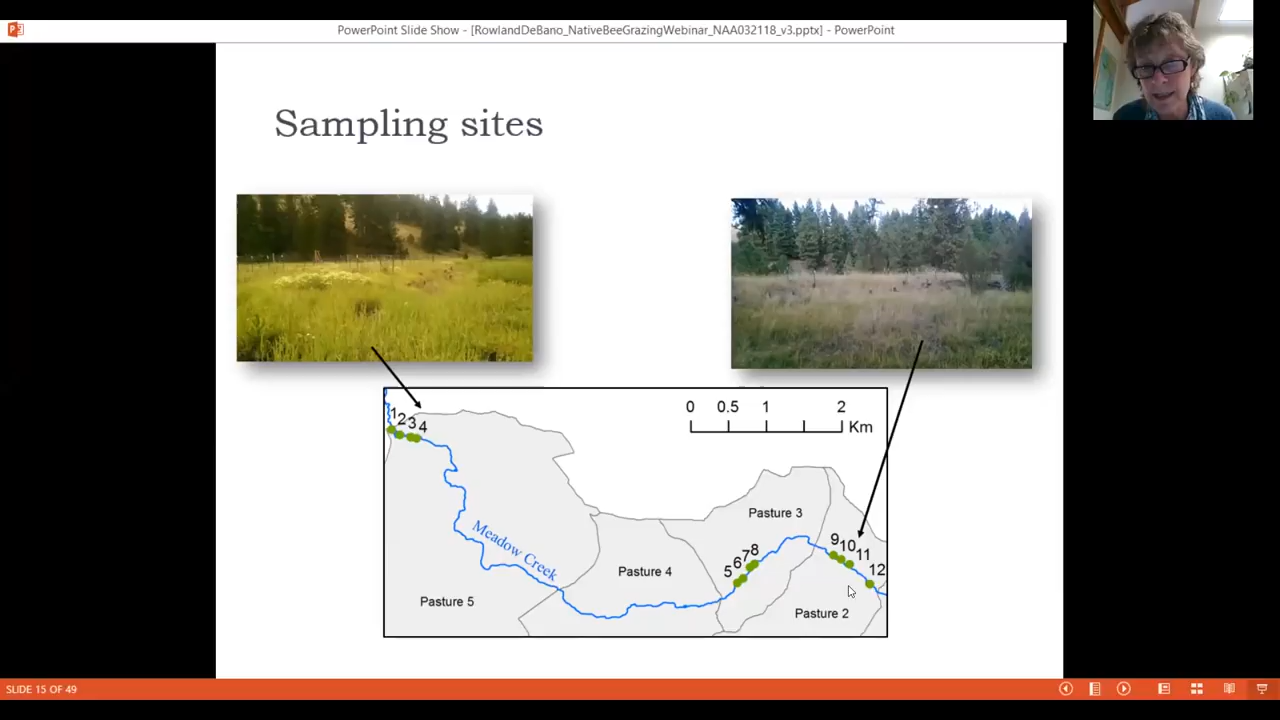 PowerPoint Slide Show - [RowlandDeBano_NativeBeeGrazingWebinar_NAA032118_v3.pptx] - PowerPoint
Sampling sites
0 0.5 1 2
Km
1
2
3
4
Pasture 3
Meadow Creek
Pasture 4
5
6
7
8
9
10
11
12
Pasture 5
Pasture 2
SLIDE 15 OF 49